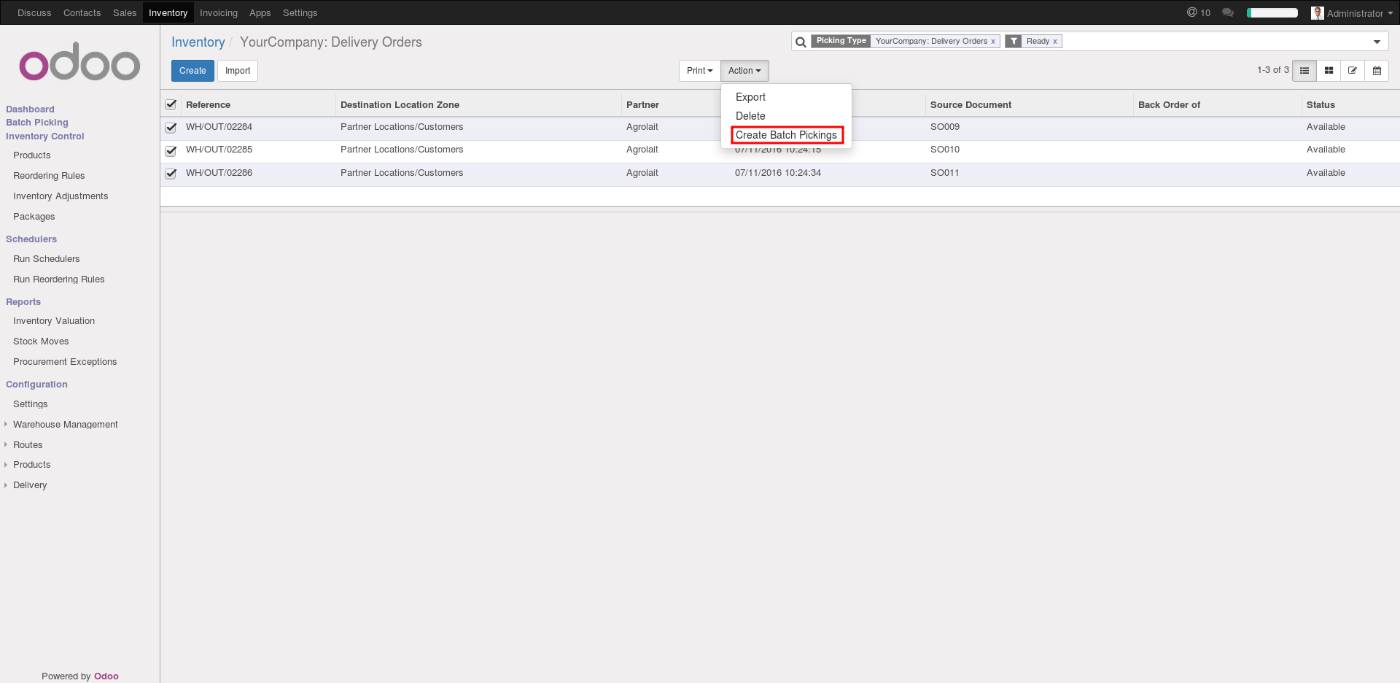 Discuss Contacts Sales Inventory Invoicing Apps Settings @ 10 Administrator
odoo
Inventory / YourCompany: Delivery Orders
Picking Type YourCompany: Delivery Orders x Ready x
Create Import Print Action 1-3 of 3
Export
Delete
Create Batch Pickings
Reference Destination Location Zone Partner Source Document Back Order of Status
WH/OUT/02284 Partner Locations/Customers Agrolait SO009 Available
WH/OUT/02285 Partner Locations/Customers Agrolait 07/11/2016 10:24:15 SO010 Available
WH/OUT/02286 Partner Locations/Customers Agrolait 07/11/2016 10:24:34 SO011 Available
Dashboard
Batch Picking
Inventory Control
Products
Reordering Rules
Inventory Adjustments
Packages
Schedulers
Run Schedulers
Run Reordering Rules
Reports
Inventory Valuation
Stock Moves
Procurement Exceptions
Configuration
Settings
Warehouse Management
Routes
Products
Delivery
Powered by Odoo